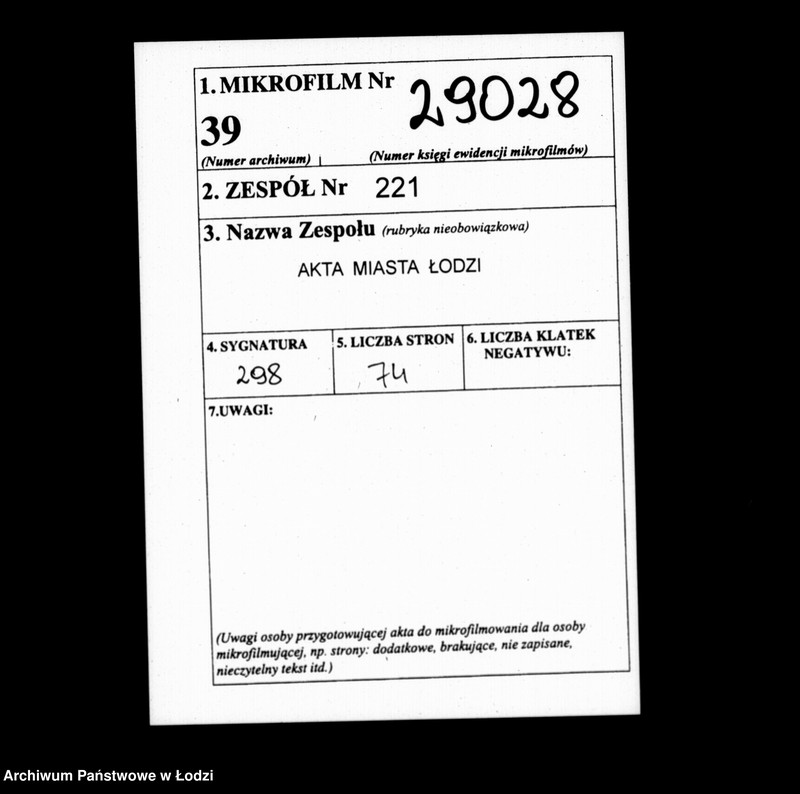 1. MIKROFILM Nr 29028
39
(Numer archiwum) (Numer księgi ewidencji mikrofilmów)
2. ZESPÓŁ Nr 221
3. Nazwa Zespołu (rubryka nieobowiązkowa)
AKTA MIASTA ŁODZI
4. SYGNATURA
298
5. LICZBA STRON
74
6. LICZBA KLATEK
NEGATYWU:
7.UWAGI:
(Uwagi osoby przygotowującej akta do mikrofilmowania dla osoby
mikrofilmującej, np. strony: dodatkowe, brakujące, nie zapisane,
nieczytelny tekst itd.)
Archiwum Państwowe w Łodzi